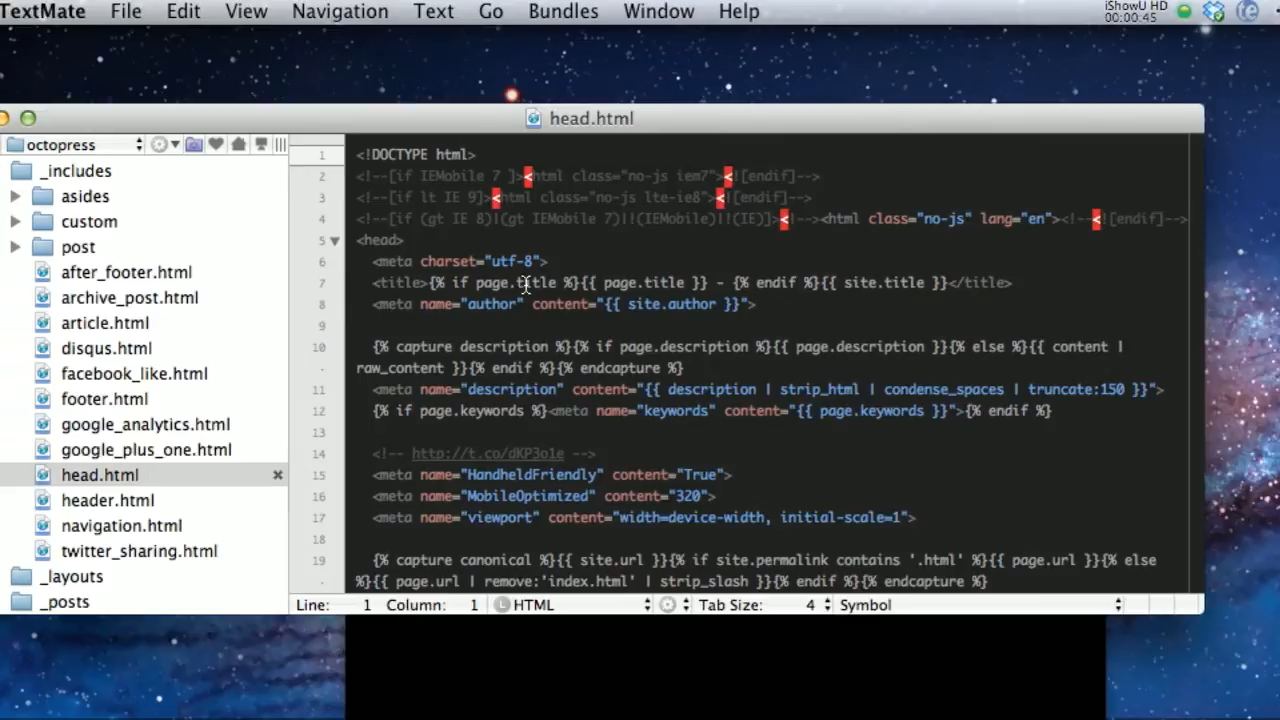 TextMate File Edit View Navigation Text Go Bundles Window Help
iShowU HD
00:00:45
head.html
octopress
_includes
asides
custom
post
after_footer.html
archive_post.html
article.html
disqus.html
facebook_like.html
footer.html
google_analytics.html
google_plus_one.html
head.html
header.html
navigation.html
twitter_sharing.html
_layouts
_posts
1 <!DOCTYPE html>
2 <!--[if IEMobile 7 ]><html class="no-js iem7"><![endif]-->
3 <!--[if lt IE 9]><html class="no-js lte-ie8"><![endif]-->
4 <!--[if (gt IE 8)|(gt IEMobile 7)|!(IEMobile)|!(IE)]><!--><html class="no-js" lang="en"><!--<![endif]-->
5 <head>
6 <meta charset="utf-8">
7 <title>{% if page.title %}{{ page.title }} - {% endif %}{{ site.title }}</title>
8 <meta name="author" content="{{ site.author }}">
9
10 {% capture description %}{% if page.description %}{{ page.description }}{% else %}{{ content |
raw_content }}{% endif %}{% endcapture %}
11 <meta name="description" content="{{ description | strip_html | condense_spaces | truncate:150 }}">
12 {% if page.keywords %}<meta name="keywords" content="{{ page.keywords }}">{% endif %}
13
14 <!-- http://t.co/dKP3o1e -->
15 <meta name="HandheldFriendly" content="True">
16 <meta name="MobileOptimized" content="320">
17 <meta name="viewport" content="width=device-width, initial-scale=1">
18
19 {% capture canonical %}{{ site.url }}{% if site.permalink contains '.html' %}{{ page.url }}{% else
%}{{ page.url | remove:'index.html' | strip_slash }}{% endif %}{% endcapture %}
Line: 1 Column: 1 HTML Tab Size: 4 Symbol